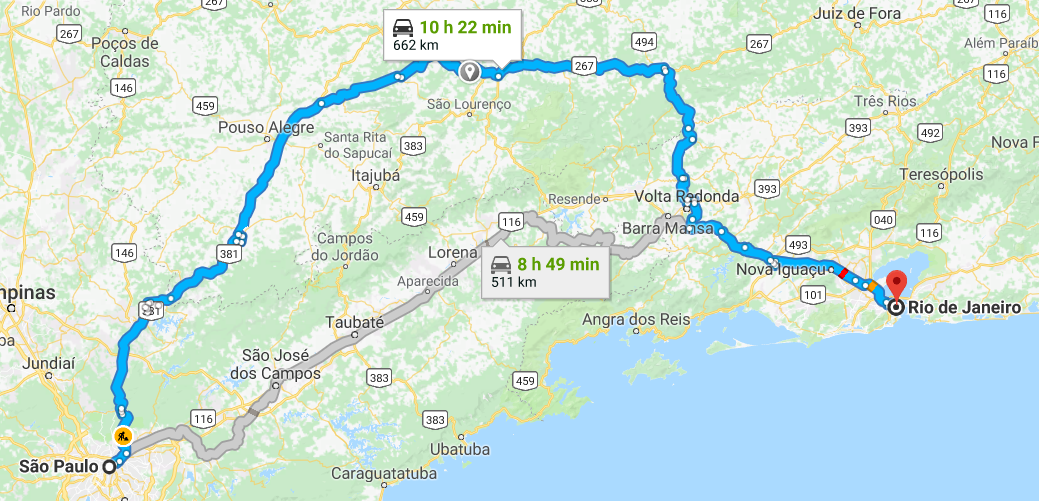 267
267
Rio Pardo
Juiz de Fora
116
10 h 22 min
662 km
Poços de
Caldas
494
267
Além Paraíb
267
146
116
459
São Lourenço
Três Rios
393
492
Pouso Alegre
Santa Rita
do Sapucaí
383
Nova F
Itajubá
Teresópolis
Resende
Volta Redonda
393
459
116
040
Barra Mansa
116
Campos
do Jordão
146
381
Lorena
493
8 h 49 min
511 km
Nova Iguaçu
Aparecida
npinas
101
Rio de Janeiro
381
Taubaté
Angra dos Reis
Jundiaí
São José
dos Campos
383
459
116
383
Ubatuba
São Paulo
Caraguatatuba